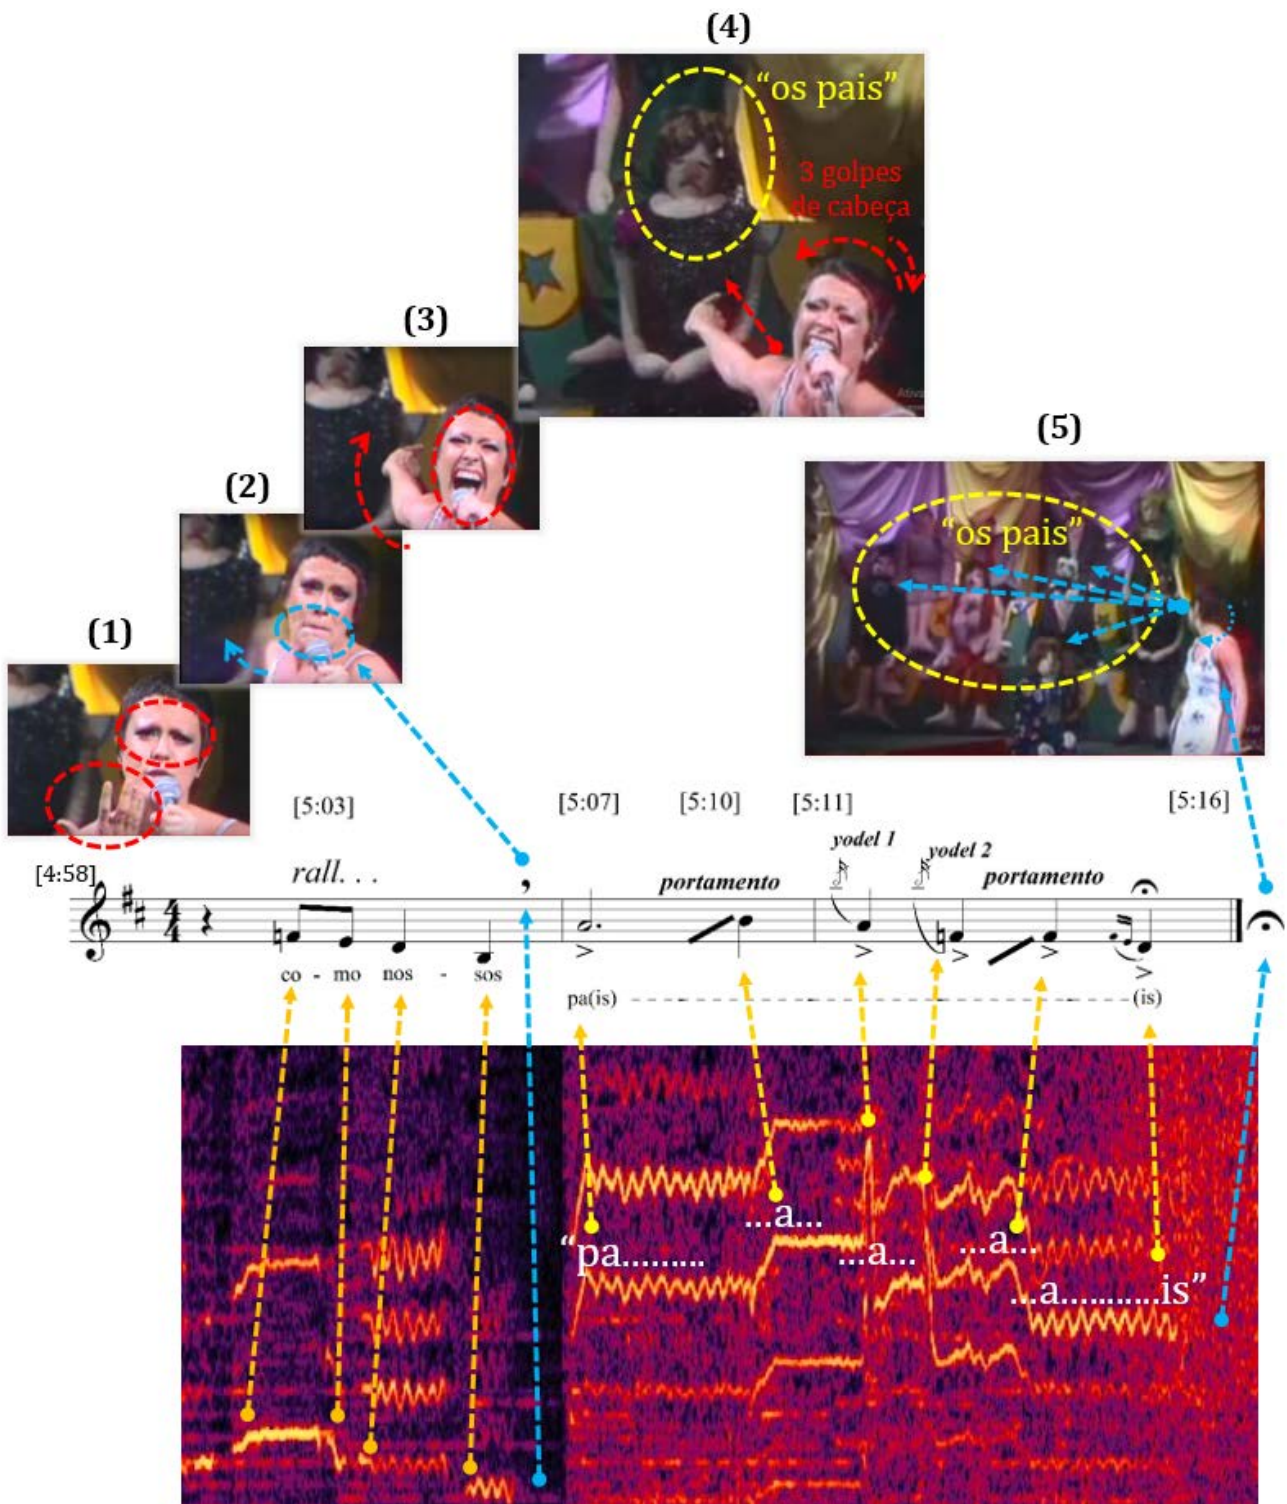 (4)
"os pais"
3 golpes
de cabeça
Ativa
(3)
(5)
"os pais"
(2)
(1)
[5:03]
[5:07]
[5:10]
[5:11]
[5:16]
[4:58]
rall. . .
portamento
yodel 1
yodel 2
portamento
co - mo nos - sos
pa(is) - - - - - - - - - - (is)
...a...
"pa.........
...a...
...a...
...a...........is"